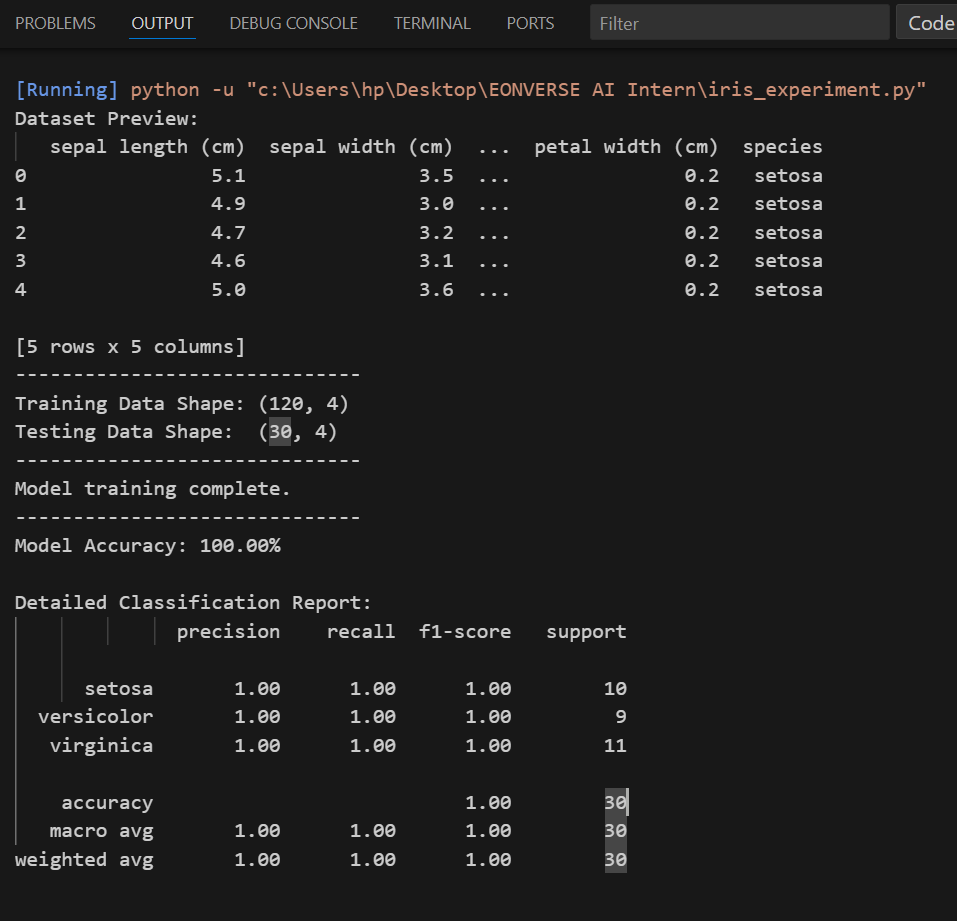 PROBLEMS OUTPUT DEBUG CONSOLE TERMINAL PORTS Filter Code
[Running] python -u "c:\Users\hp\Desktop\EONVERSE AI Intern\iris_experiment.py"
Dataset Preview:
   sepal length (cm)  sepal width (cm)  ...  petal width (cm)  species
0                5.1               3.5  ...               0.2   setosa
1                4.9               3.0  ...               0.2   setosa
2                4.7               3.2  ...               0.2   setosa
3                4.6               3.1  ...               0.2   setosa
4                5.0               3.6  ...               0.2   setosa
[5 rows x 5 columns]
------------------------------
Training Data Shape: (120, 4)
Testing Data Shape:  (30, 4)
------------------------------
Model training complete.
------------------------------
Model Accuracy: 100.00%
Detailed Classification Report:
              precision    recall  f1-score   support
      setosa       1.00      1.00      1.00        10
  versicolor       1.00      1.00      1.00         9
   virginica       1.00      1.00      1.00        11
    accuracy                           1.00        30
   macro avg       1.00      1.00      1.00        30
weighted avg       1.00      1.00      1.00        30